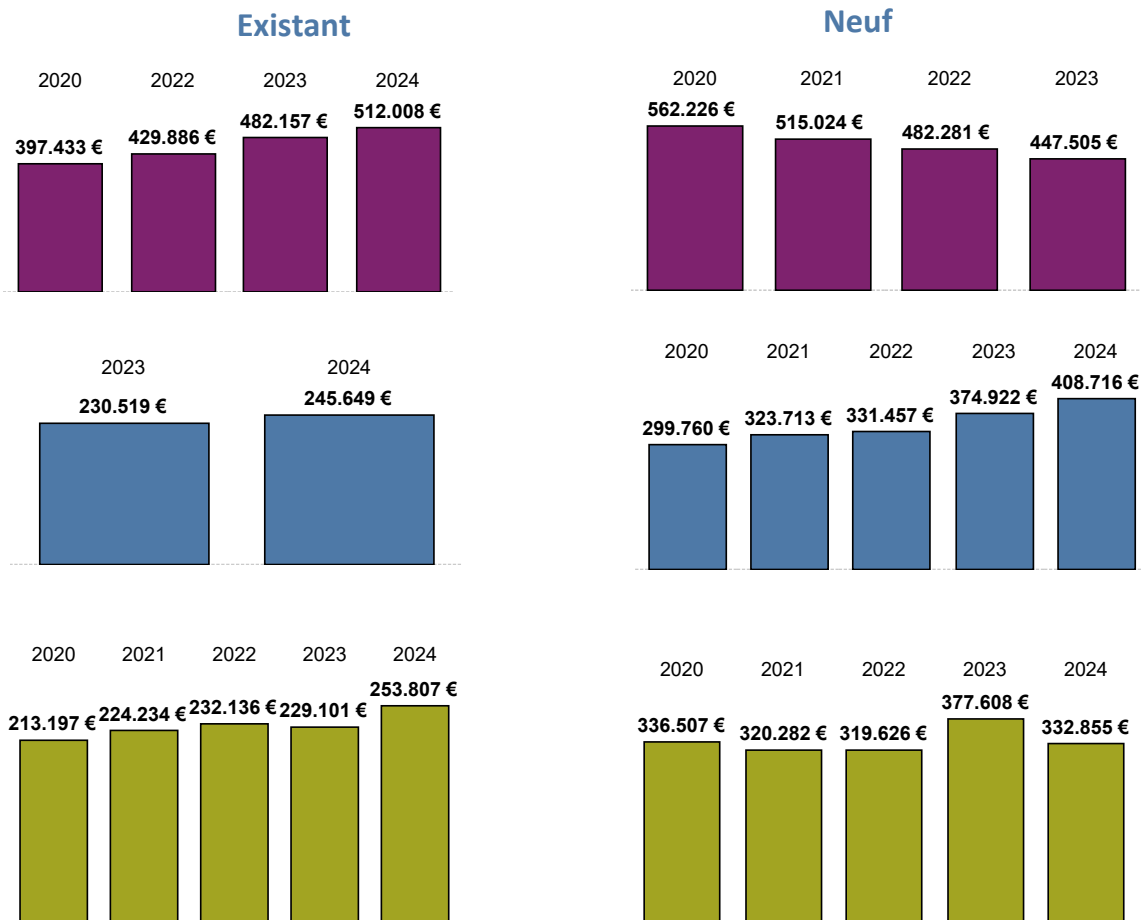 Existant
Neuf
2020 2022 2023 2024
397.433 € 429.886 € 482.157 € 512.008 €
2020 2021 2022 2023
562.226 € 515.024 € 482.281 € 447.505 €
2023 2024
230.519 € 245.649 €
2020 2021 2022 2023 2024
299.760 € 323.713 € 331.457 € 374.922 € 408.716 €
2020 2021 2022 2023 2024
213.197 € 224.234 € 232.136 € 229.101 € 253.807 €
2020 2021 2022 2023 2024
336.507 € 320.282 € 319.626 € 377.608 € 332.855 €